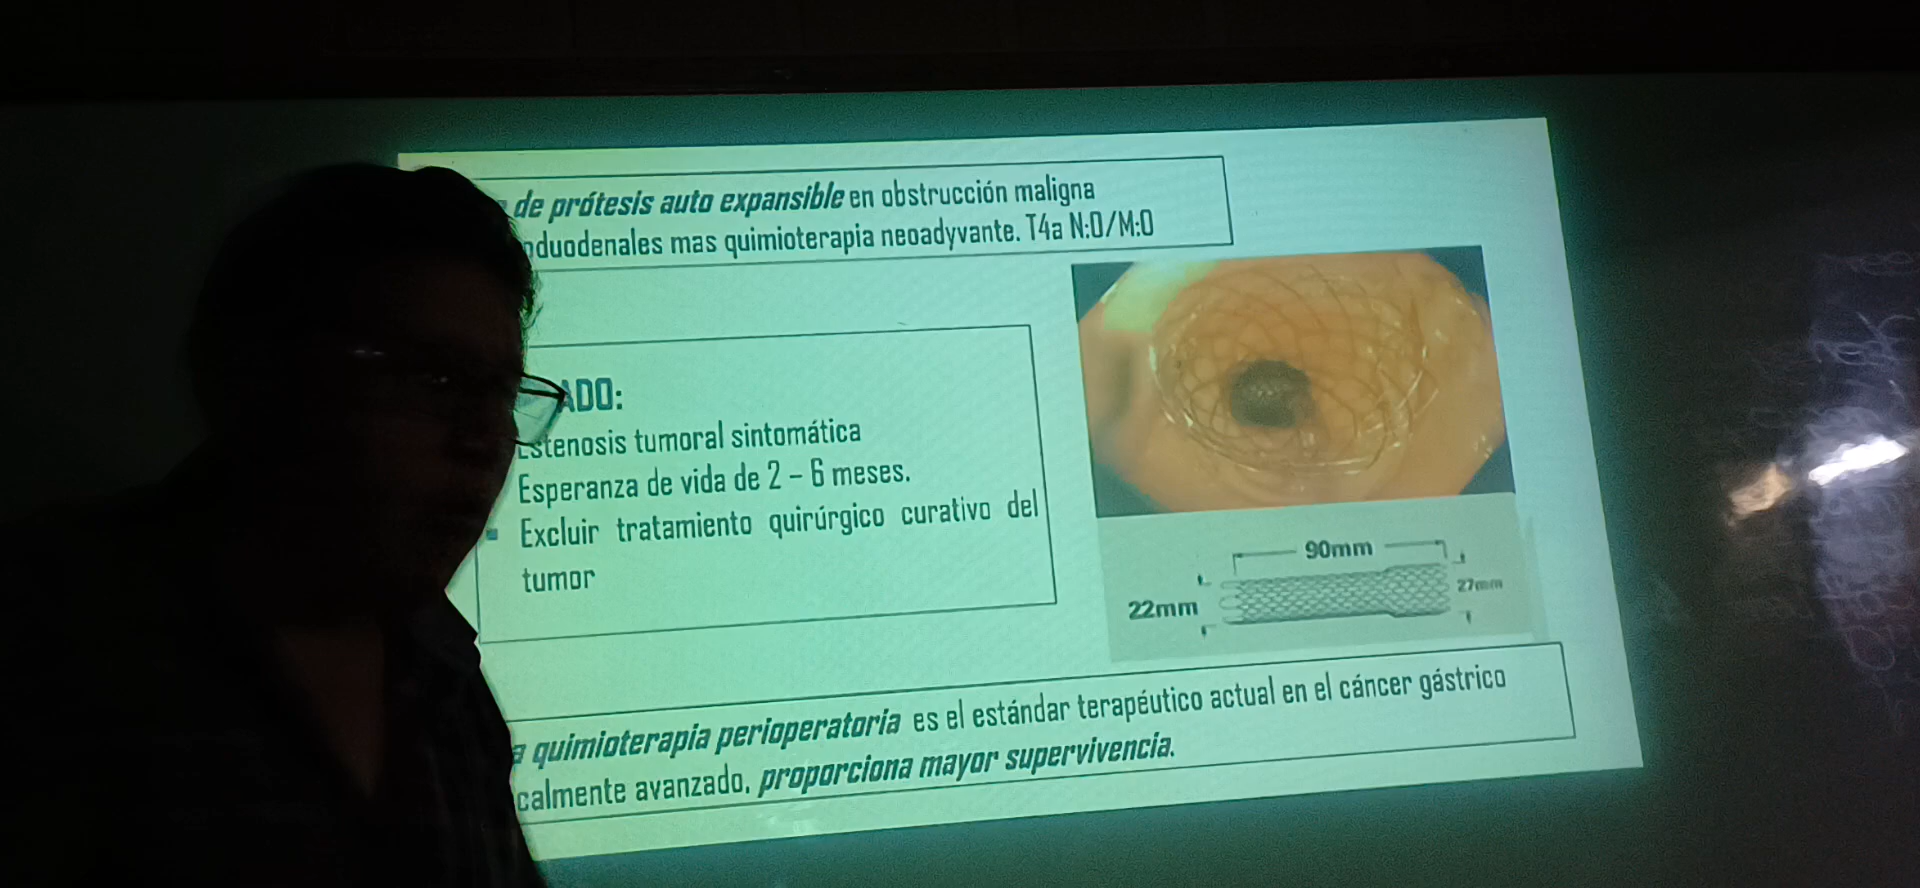 de prótesis auto expansible en obstrucción maligna
duodenales mas quimioterapia neoadyvante. T4a N:0/M:0
ADO:
Estenosis tumoral sintomática
Esperanza de vida de 2 – 6 meses.
Excluir tratamiento quirúrgico curativo del
tumor
90mm
27mm
22mm
a quimioterapia perioperatoria es el estándar terapéutico actual en el cáncer gástrico
calmente avanzado, proporciona mayor supervivencia.